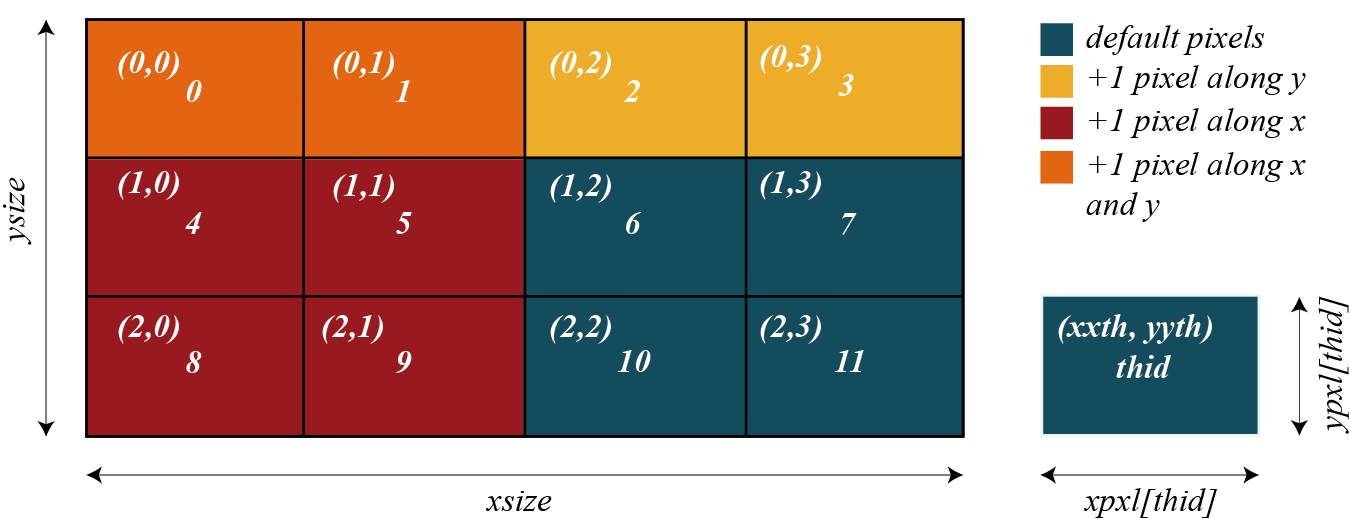 (0,0)
0
(0,1)
1
(0,2)
2
(0,3)
3
(1,0)
4
(1,1)
5
(1,2)
6
(1,3)
7
(2,0)
8
(2,1)
9
(2,2)
10
(2,3)
11
ysize
xsize
default pixels
+1 pixel along y
+1 pixel along x
+1 pixel along x
and y
(xxth, yyth)
thid
ypxl[thid]
xpxl[thid]